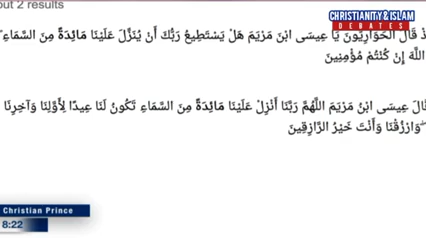 out 2 results
CHRISTIANITY & ISLAM
DEBATES
ذْ قَالَ الْحَوَارِيُّونَ يَا عِيسَى ابْنَ مَرْيَمَ هَلْ يَسْتَطِيعُ رَبُّكَ أَنْ يُنَزِّلَ عَلَيْنَا مَائِدَةً مِنَ السَّمَاءِ
اللَّهَ إِنْ كُنْتُمْ مُؤْمِنِينَ
قَالَ عِيسَى ابْنُ مَرْيَمَ اللَّهُمَّ رَبَّنَا أَنْزِلْ عَلَيْنَا مَائِدَةً مِنَ السَّمَاءِ تَكُونُ لَنَا عِيدًا لِأَوَّلِنَا وَآخِرِنَا
وَارْزُقْنَا وَأَنْتَ خَيْرُ الرَّازِقِينَ
Christian Prince
8:22